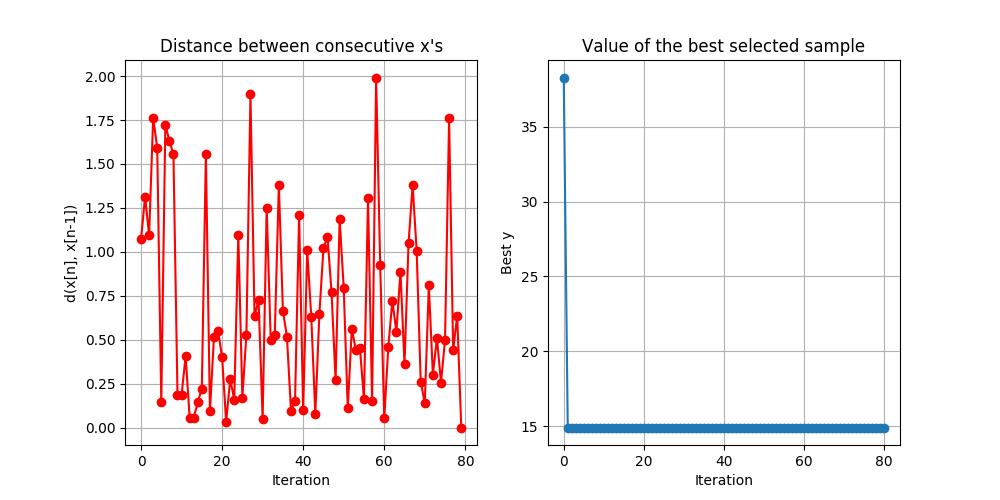 Distance between consecutive x's
d(x[n], x[n-1])
2.00
1.75
1.50
1.25
1.00
0.75
0.50
0.25
0.00
0 20 40 60 80
Iteration
Value of the best selected sample
Best y
35
30
25
20
15
0 20 40 60 80
Iteration